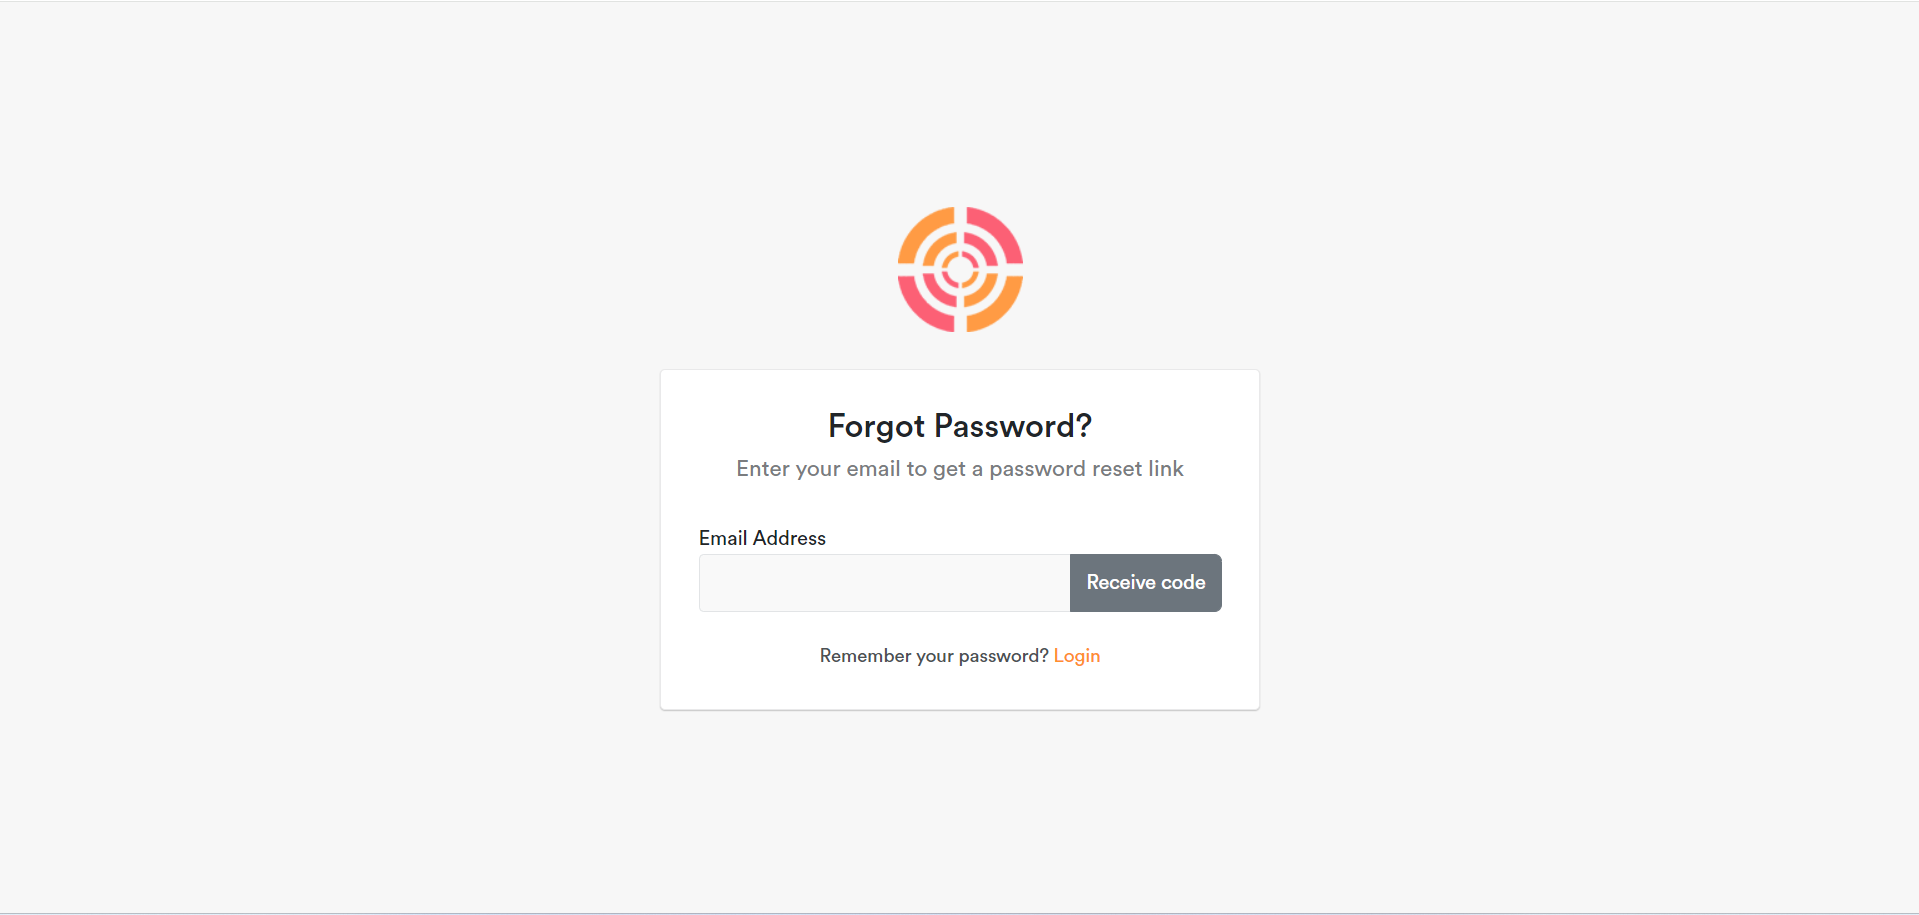 Forgot Password?
Enter your email to get a password reset link
Email Address
Receive code
Remember your password? Login